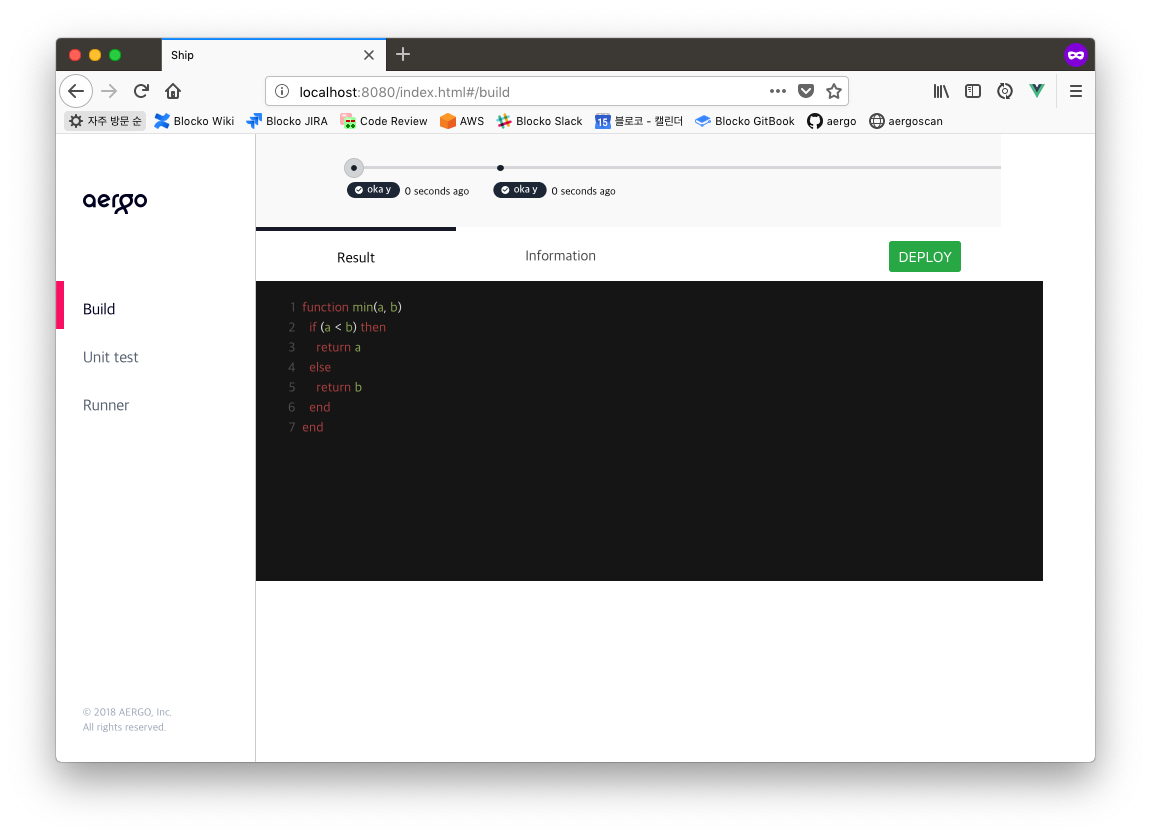 Ship
localhost:8080/index.html#/build
자주 방문 순 Blocko Wiki Blocko JIRA Code Review AWS Blocko Slack 15 블로코 - 캘린더 Blocko GitBook aergo aergoscan
aergo
oka y 0 seconds ago oka y 0 seconds ago
Result Information DEPLOY
Build
Unit test
Runner
1 function min(a, b)
2 if (a < b) then
3 return a
4 else
5 return b
6 end
7 end
© 2018 AERGO, Inc.
All rights reserved.